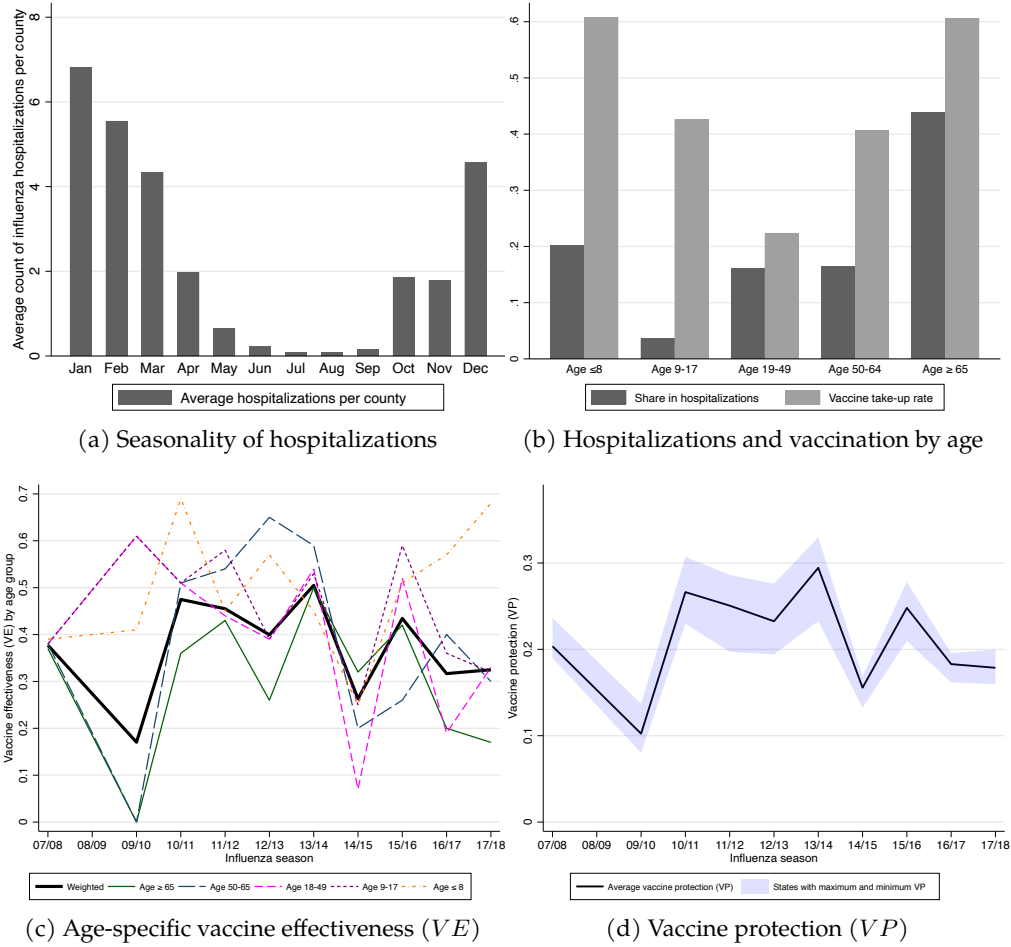 Average count of influenza hospitalizations per county
8
6
4
2
0
Jan Feb Mar Apr May Jun Jul Aug Sep Oct Nov Dec
Average hospitalizations per county
(a) Seasonality of hospitalizations
.6
.5
.4
.3
.2
.1
0
Age ≤8 Age 9-17 Age 19-49 Age 50-64 Age ≥ 65
Share in hospitalizations Vaccine take-up rate
(b) Hospitalizations and vaccination by age
Vaccine effectiveness (VE) by age group
0.7
0.6
0.5
0.4
0.3
0.2
0.1
0
07/08 08/09 09/10 10/11 11/12 12/13 13/14 14/15 15/16 16/17 17/18
Influenza season
Weighted Age ≥ 65 Age 50-65 Age 18-49 Age 9-17 Age ≤ 8
(c) Age-specific vaccine effectiveness (VE)
Vaccine protection (VP)
0.3
0.2
0.1
0
07/08 08/09 09/10 10/11 11/12 12/13 13/14 14/15 15/16 16/17 17/18
Influenza season
Average vaccine protection (VP) States with maximum and minimum VP
(d) Vaccine protection (VP)